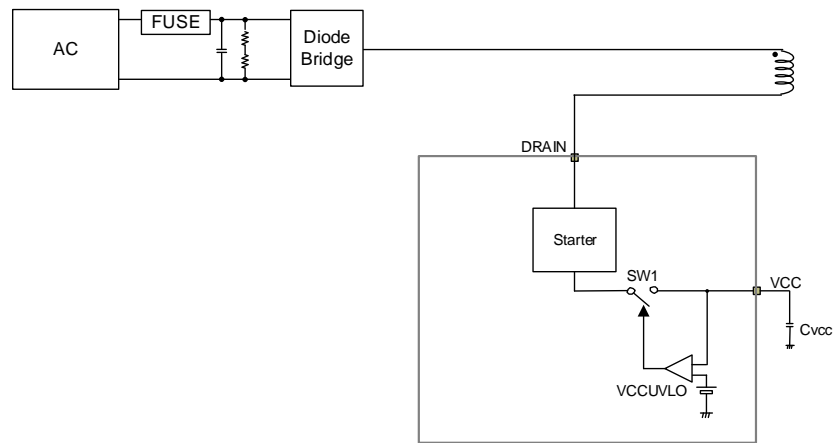 FUSE
AC
Diode
Bridge
DRAIN
Starter
SW1
VCC
Cvcc
VCCUVLO